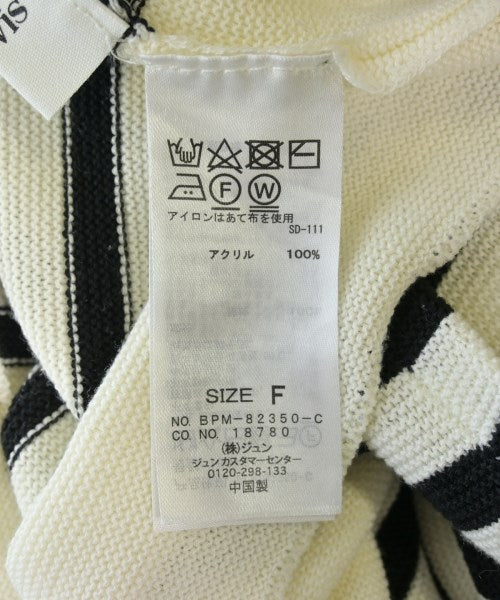 vis
F W
アイロンはあて布を使用
SD-111
アクリル 100%
SIZE F
NO. BPM-82350-C
CO. NO. 18780
(株)ジュン
ジュンカスタマーセンター
0120-298-133
中国製